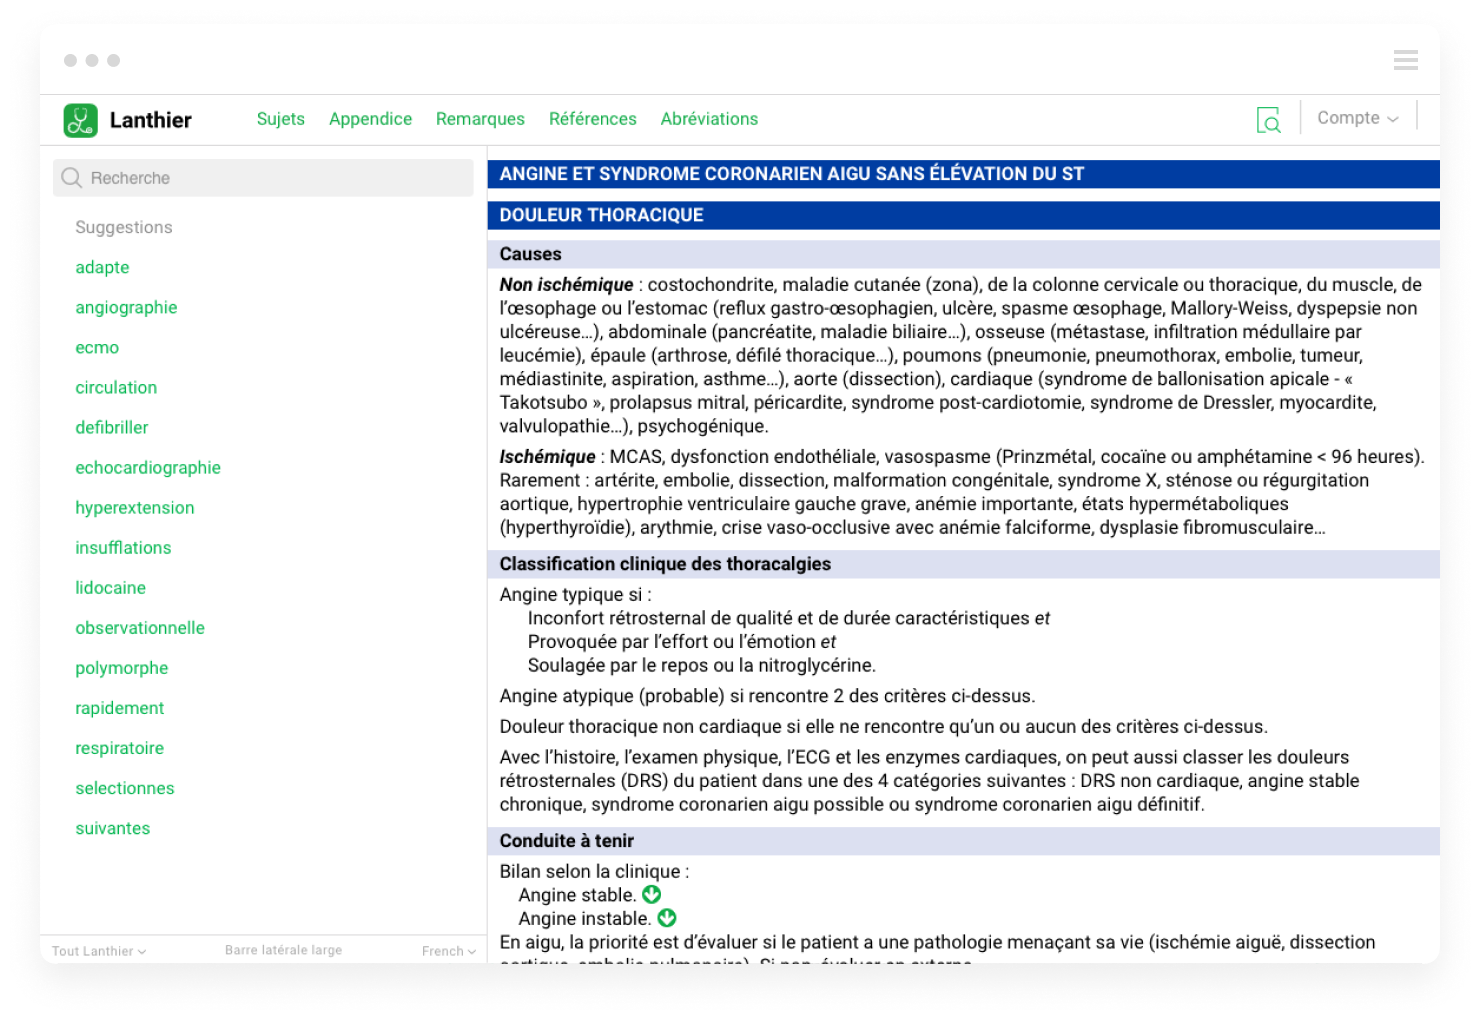 Lanthier
Sujets
Appendice
Remarques
Références
Abréviations
Compte
Recherche
Suggestions
adapte
angiographie
ecmo
circulation
defibriller
echocardiographie
hyperextension
insufflations
lidocaine
observationnelle
polymorphe
rapidement
respiratoire
selectionnes
suivantes
Tout Lanthier
Barre latérale large
French
ANGINE ET SYNDROME CORONARIEN AIGU SANS ÉLÉVATION DU ST
DOULEUR THORACIQUE
Causes
Non ischémique : costochondrite, maladie cutanée (zona), de la colonne cervicale ou thoracique, du muscle, de
l’œsophage ou l’estomac (reflux gastro-œsophagien, ulcère, spasme œsophage, Mallory-Weiss, dyspepsie non
ulcéreuse…), abdominale (pancréatite, maladie biliaire…), osseuse (métastase, infiltration médullaire par
leucémie), épaule (arthrose, défilé thoracique…), poumons (pneumonie, pneumothorax, embolie, tumeur,
médiastinite, aspiration, asthme…), aorte (dissection), cardiaque (syndrome de ballonisation apicale - «
Takotsubo », prolapsus mitral, péricardite, syndrome post-cardiotomie, syndrome de Dressler, myocardite,
valvulopathie…), psychogénique.
Ischémique : MCAS, dysfonction endothéliale, vasospasme (Prinzmétal, cocaïne ou amphétamine < 96 heures).
Rarement : artérite, embolie, dissection, malformation congénitale, syndrome X, sténose ou régurgitation
aortique, hypertrophie ventriculaire gauche grave, anémie importante, états hypermétaboliques
(hyperthyroïdie), arythmie, crise vaso-occlusive avec anémie falciforme, dysplasie fibromusculaire…
Classification clinique des thoracalgies
Angine typique si :
Inconfort rétrosternal de qualité et de durée caractéristiques et
Provoquée par l’effort ou l’émotion et
Soulagée par le repos ou la nitroglycérine.
Angine atypique (probable) si rencontre 2 des critères ci-dessus.
Douleur thoracique non cardiaque si elle ne rencontre qu’un ou aucun des critères ci-dessus.
Avec l’histoire, l’examen physique, l’ECG et les enzymes cardiaques, on peut aussi classer les douleurs
rétrosternales (DRS) du patient dans une des 4 catégories suivantes : DRS non cardiaque, angine stable
chronique, syndrome coronarien aigu possible ou syndrome coronarien aigu définitif.
Conduite à tenir
Bilan selon la clinique :
Angine stable.
Angine instable.
En aigu, la priorité est d’évaluer si le patient a une pathologie menaçant sa vie (ischémie aiguë, dissection